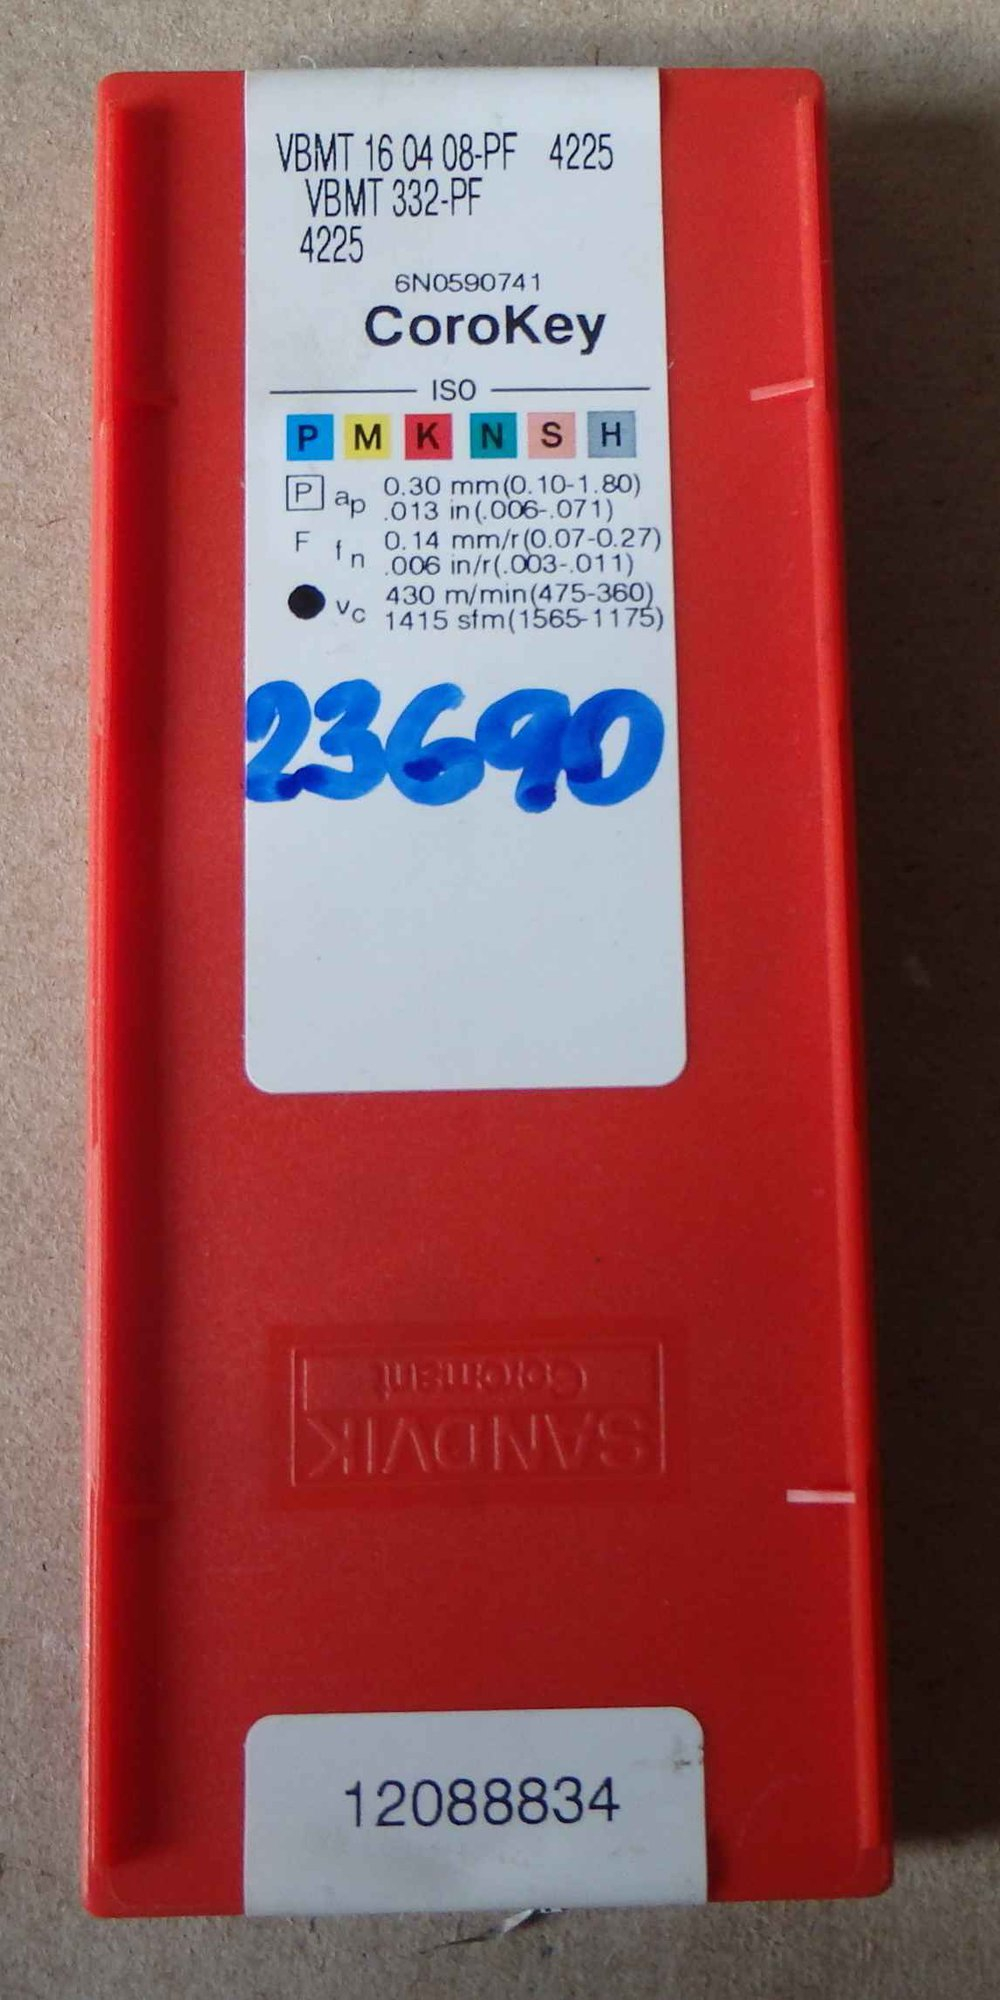 VBMT 16 04 08-PF 4225
VBMT 332-PF
4225
6N0590741
CoroKey
ISO
P M K N S H
P ap 0.30 mm(0.10-1.80)
.013 in(.006-.071)
F fn 0.14 mm/r(0.07-0.27)
.006 in/r(.003-.011)
vc 430 m/min(475-360)
1415 sfm(1565-1175)
23690
SANDVIK
Coromant
12088834